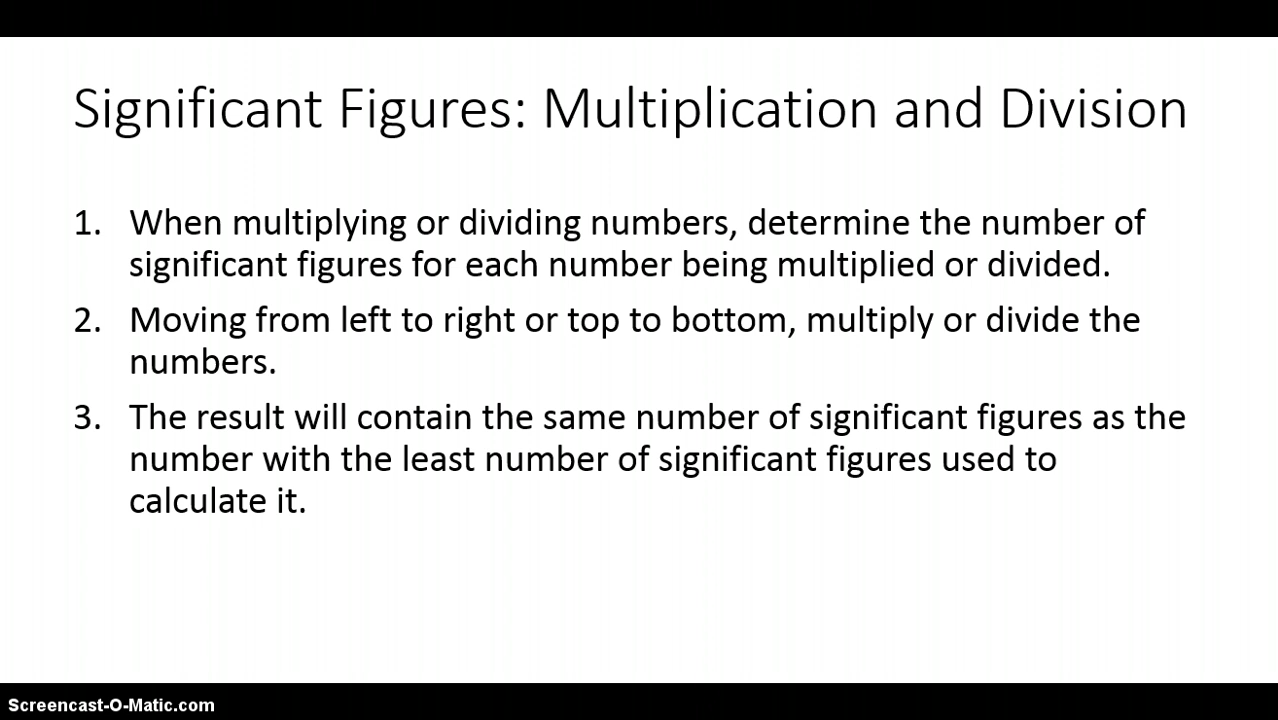 Significant Figures: Multiplication and Division
1. When multiplying or dividing numbers, determine the number of
significant figures for each number being multiplied or divided.
2. Moving from left to right or top to bottom, multiply or divide the
numbers.
3. The result will contain the same number of significant figures as the
number with the least number of significant figures used to
calculate it.
Screencast-O-Matic.com